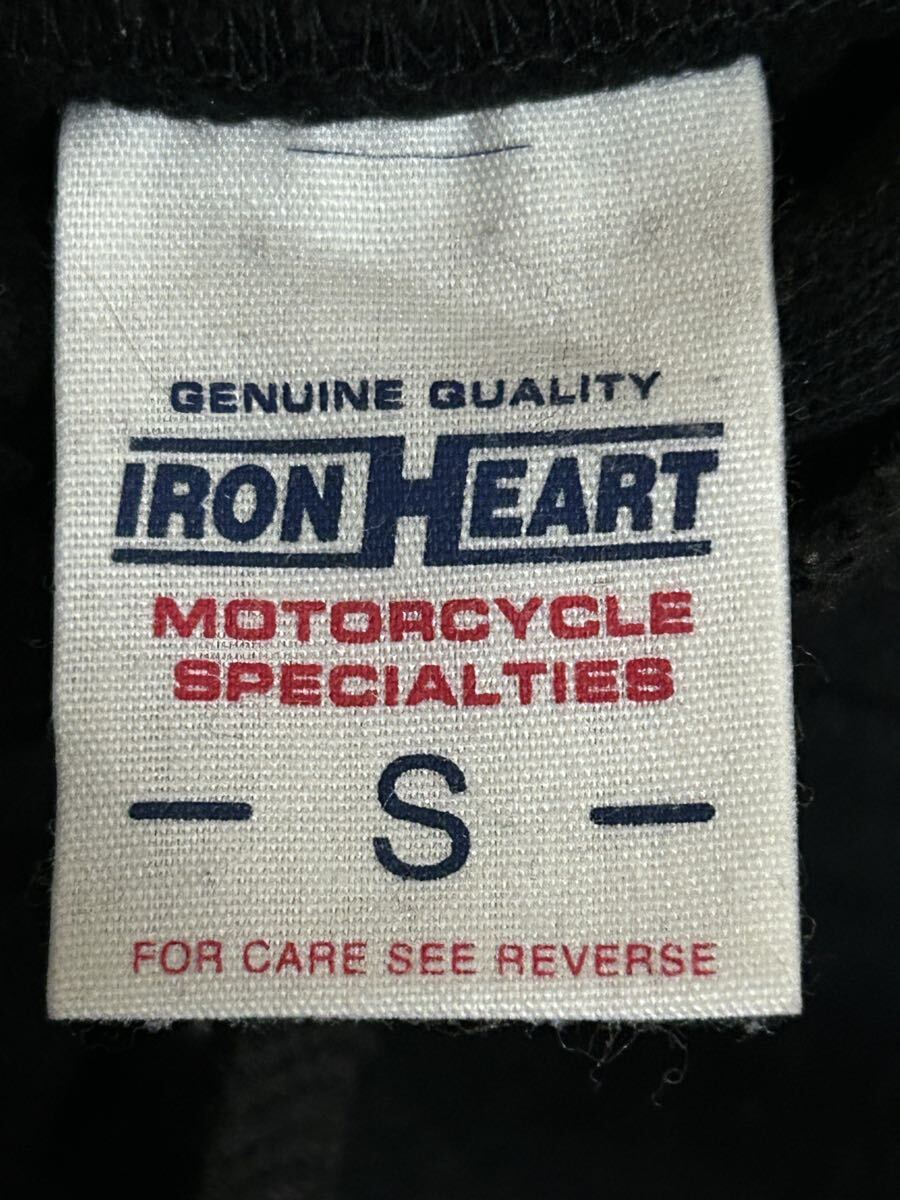 GENUINE QUALITY
IRON HEART
MOTORCYCLE
SPECIALTIES
- S -
FOR CARE SEE REVERSE